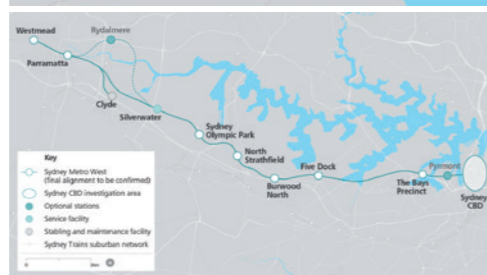 Westmead
Rydalmere
Parramatta
Clyde
Silverwater
Sydney
Olympic Park
North
Strathfield
Five Dock
Burwood
North
The Bays
Precinct
Pyrmont
Sydney
CBD
Key
Sydney Metro West
(final alignment to be confirmed)
Sydney CBD investigation area
Optional stations
Service facility
Stabling and maintenance facility
Sydney Trains suburban network